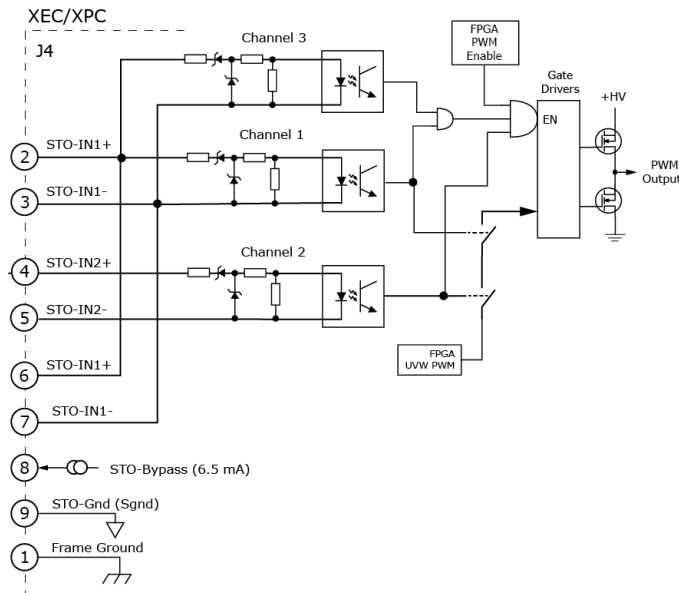 XEC/XPC
J4
Channel 3
FPGA
PWM
Enable
Gate
Drivers
+HV
EN
2
STO-IN1+
Channel 1
3
STO-IN1-
PWM
Output
4
STO-IN2+
Channel 2
5
STO-IN2-
6
STO-IN1+
FPGA
UVW PWM
7
STO-IN1-
8
STO-Bypass (6.5 mA)
9
STO-Gnd (Sgnd)
1
Frame Ground